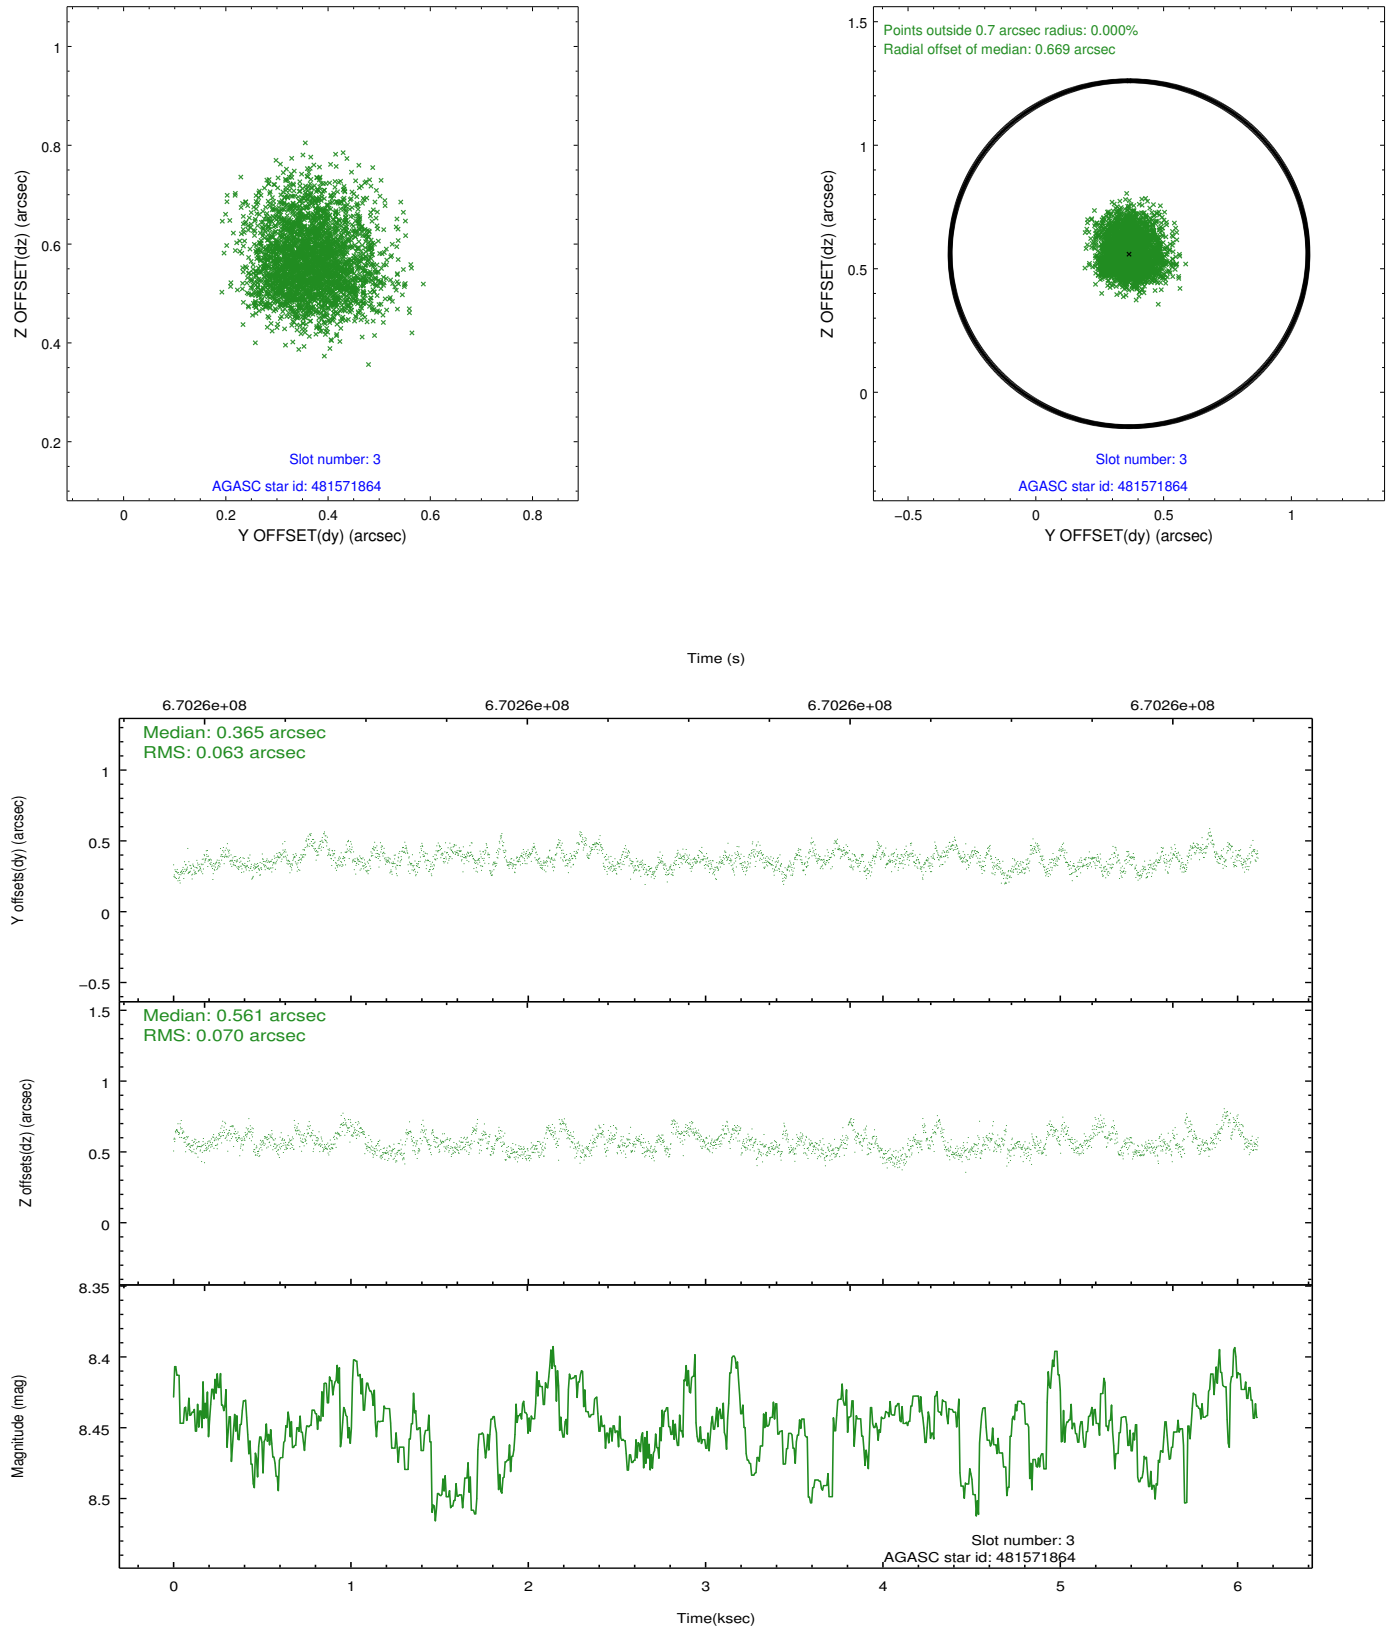 1
0.8
0.6
0.4
0.2
Z OFFSET(dz) (arcsec)
Slot number: 3
AGASC star id: 481571864
0 0.2 0.4 0.6 0.8
Y OFFSET(dy) (arcsec)
Points outside 0.7 arcsec radius: 0.000%
Radial offset of median: 0.669 arcsec
1.5
1
0.5
0
Z OFFSET(dz) (arcsec)
Slot number: 3
AGASC star id: 481571864
−0.5 0 0.5 1
Y OFFSET(dy) (arcsec)
Time (s)
6.7026e+08 6.7026e+08 6.7026e+08 6.7026e+08
Median: 0.365 arcsec
RMS: 0.063 arcsec
1
0.5
0
−0.5
Y offsets(dy) (arcsec)
Median: 0.561 arcsec
RMS: 0.070 arcsec
1.5
1
0.5
0
Z offsets(dz) (arcsec)
8.35
8.4
8.45
8.5
Magnitude (mag)
Slot number: 3
AGASC star id: 481571864
0 1 2 3 4 5 6
Time(ksec)